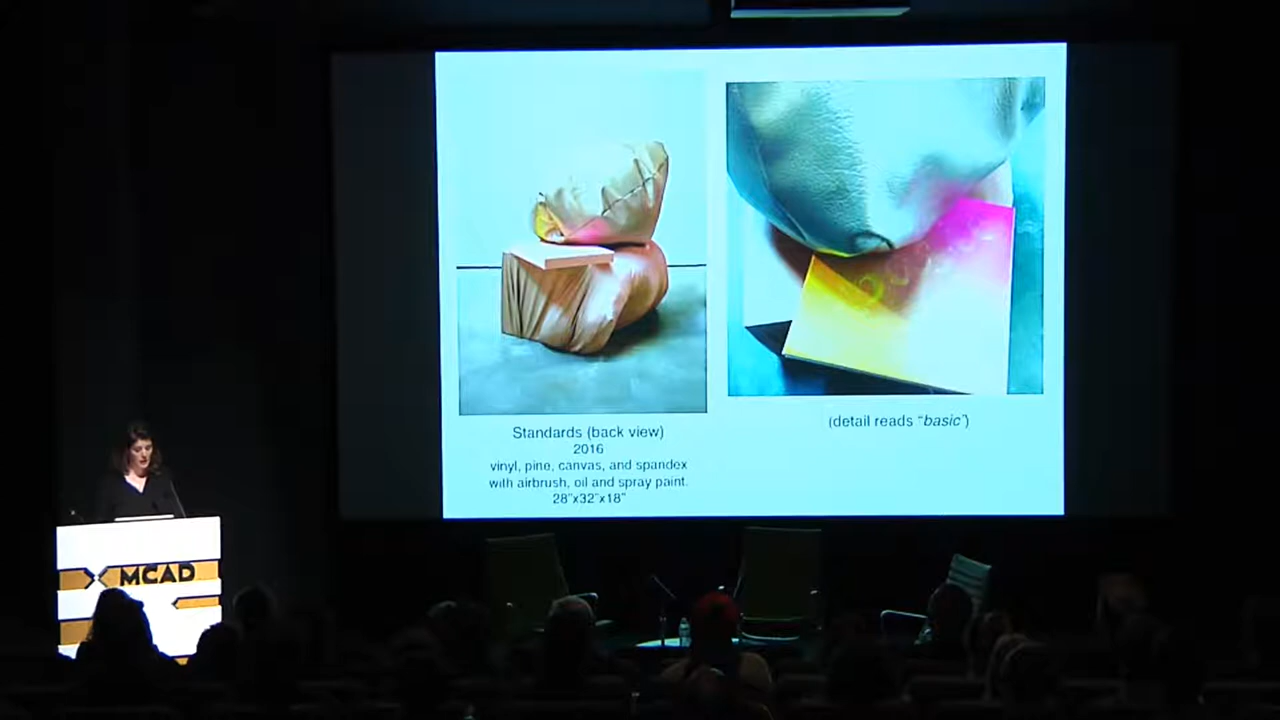 Standards (back view)
2016
vinyl, pine, canvas, and spandex
with airbrush, oil and spray paint.
28"x32"x18"
(detail reads "basic")
MCAD